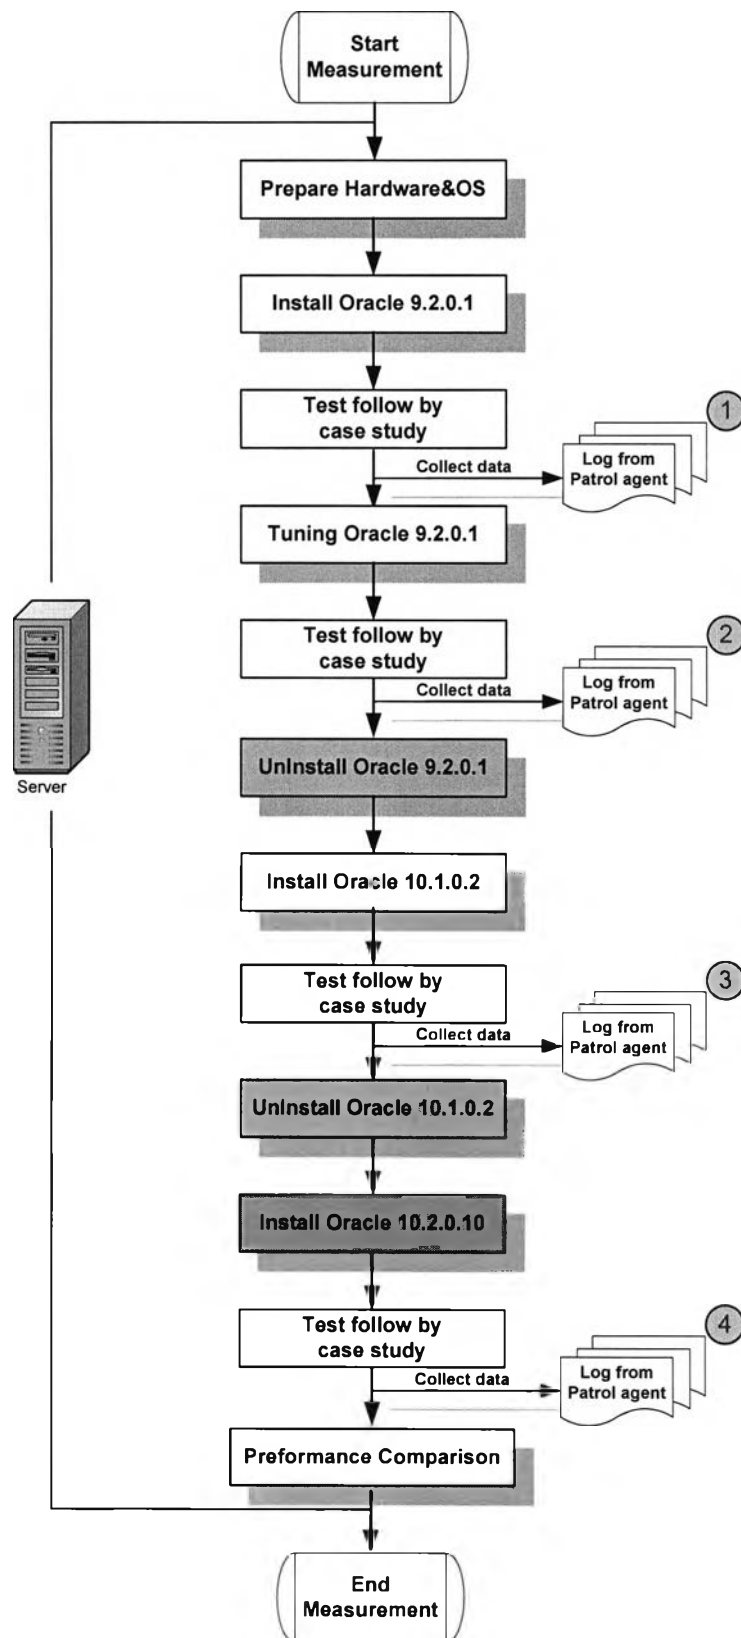 Start
Measurement
Prepare Hardware&OS
Install Oracle 9.2.0.1
Test follow by
case study
1
Log from
Patrol agent
Collect data
Tuning Oracle 9.2.0.1
Test follow by
case study
2
Log from
Patrol agent
Collect data
UnInstall Oracle 9.2.0.1
Server
Install Oracle 10.1.0.2
Test follow by
case study
3
Log from
Patrol agent
Collect data
UnInstall Oracle 10.1.0.2
Install Oracle 10.2.0.10
Test follow by
case study
4
Log from
Patrol agent
Collect data
Preformance Comparison
End
Measurement